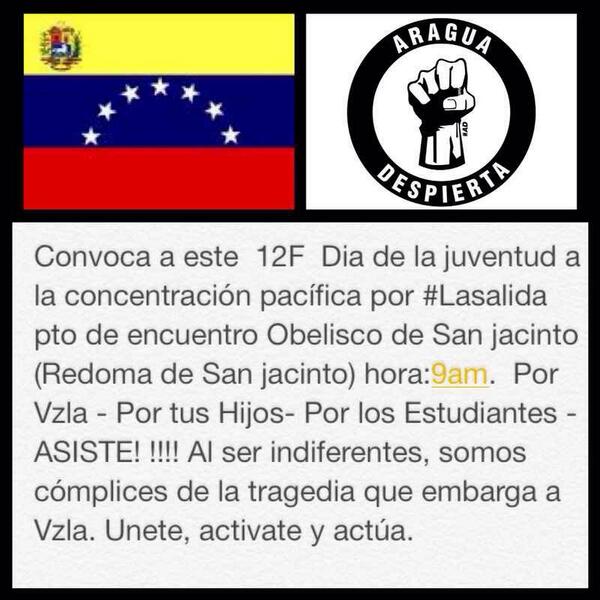 ARAGUA
DESPIERTA
#AD
Convoca a este  12F  Dia de la juventud a
la concentración pacífica por #Lasalida
pto de encuentro Obelisco de San jacinto
(Redoma de San jacinto) hora:9am.  Por
Vzla - Por tus Hijos- Por los Estudiantes -
ASISTE! !!!! Al ser indiferentes, somos
cómplices de la tragedia que embarga a
Vzla. Unete, activate y actúa.